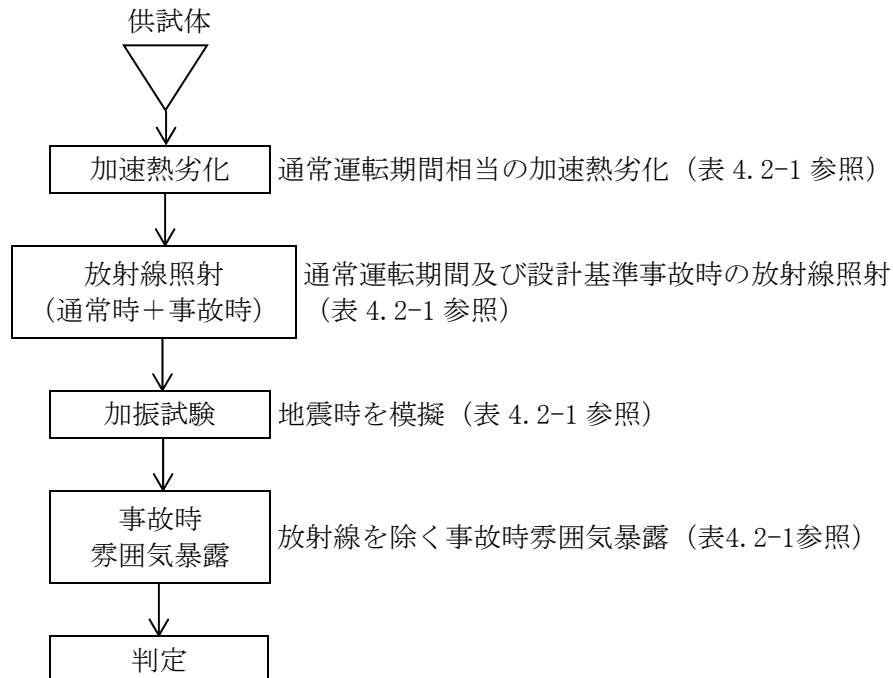 供試体
加速熱劣化 通常運転期間相当の加速熱劣化（表 4.2-1 参照）
放射線照射
（通常時＋事故時）
通常運転期間及び設計基準事故時の放射線照射
（表 4.2-1 参照）
加振試験 地震時を模擬（表 4.2-1 参照）
事故時
雰囲気暴露
放射線を除く事故時雰囲気暴露（表4.2-1参照）
判定